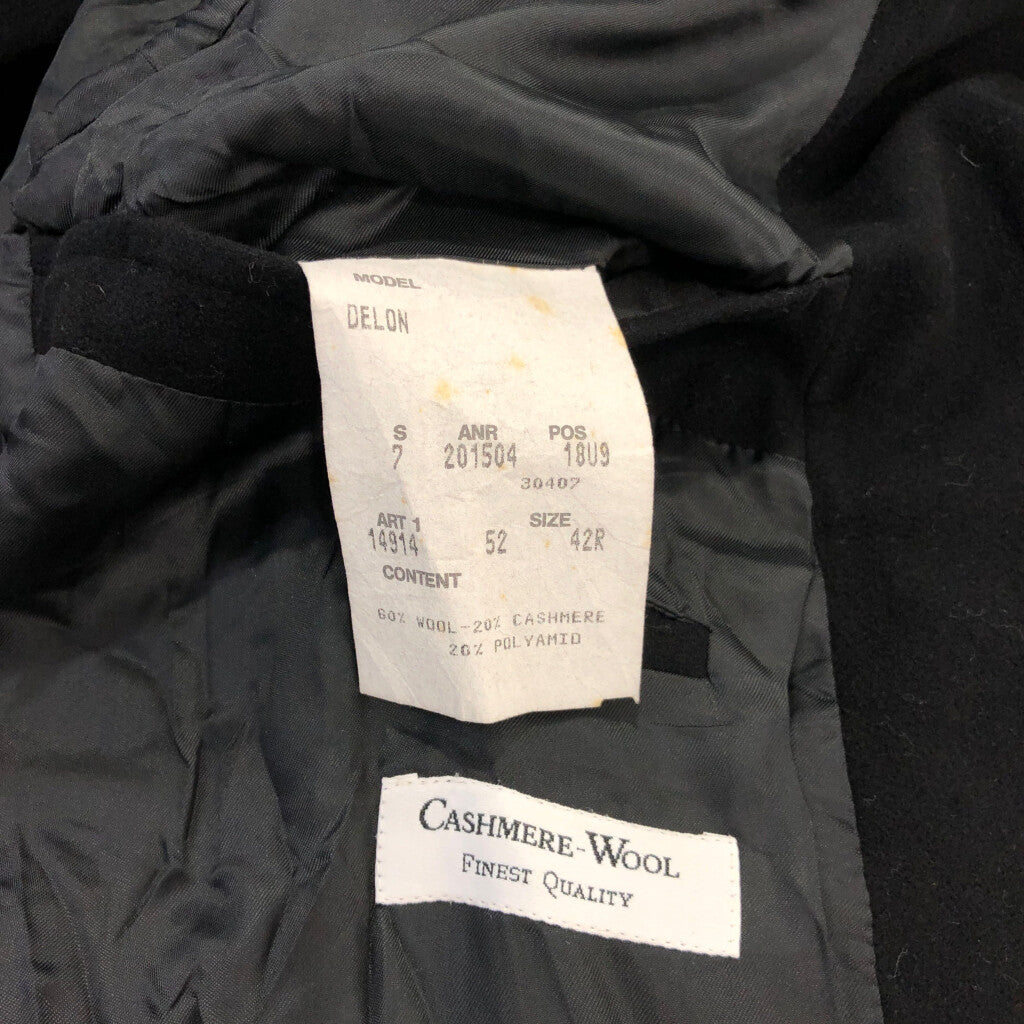 MODEL
DELON
S ANR POS
7 201504 18U9
30407
ART 1 SIZE
14914 52 42R
CONTENT
60% WOOL-20% CASHMERE
20% POLYAMID
CASHMERE-WOOL
FINEST QUALITY